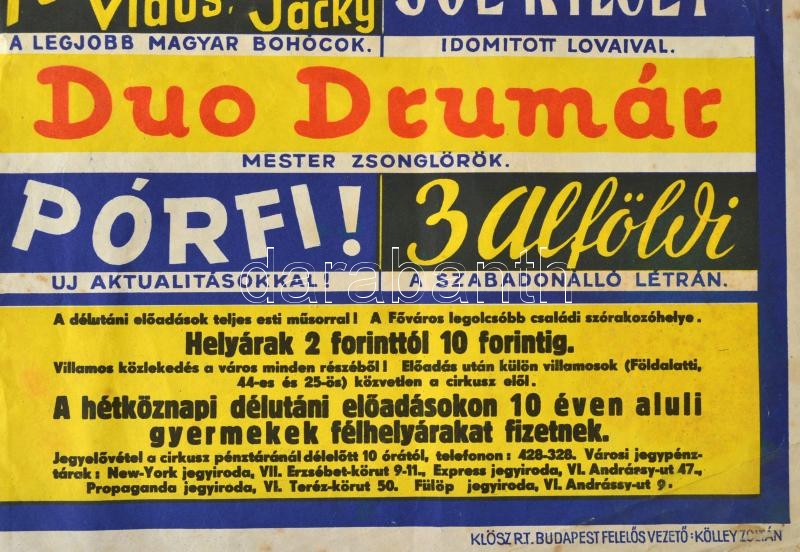 Vidus, Jacky
A LEGJOBB MAGYAR BOHÓCOK. IDOMITOTT LOVAIVAL.
Duo Drumár
MESTER ZSONGLÖRÖK.
PÓRFI! 3 alföldi
UJ AKTUALITÁSOKKAL! A SZABADONÁLLÓ LÉTRÁN.
darabanth
A délutáni előadások teljes esti műsorral! A Főváros legolcsóbb családi szórakozóhelye.
Helyárak 2 forinttól 10 forintig.
Villamos közlekedés a város minden részéből! Előadás után külön villamosok (Földalatti,
44-es és 25-ös) közvetlen a cirkusz elől.
A hétköznapi délutáni előadásokon 10 éven aluli
gyermekek félhelyárakat fizetnek.
Jegyelővétel a cirkusz pénztáránál délelőtt 10 órától, telefonon: 428-328. Városi jegypénz-
tárak: New-York jegyiroda, VII. Erzsébet-körut 9-11., Express jegyiroda, VI. Andrássy-ut 47.,
Propaganda jegyiroda, VI. Teréz-körut 50. Fülöp jegyiroda, VI. Andrássy-ut 9.
KLÖSZ R.T. BUDAPEST FELELŐS VEZETŐ: KÖLLEY ZOLTÁN